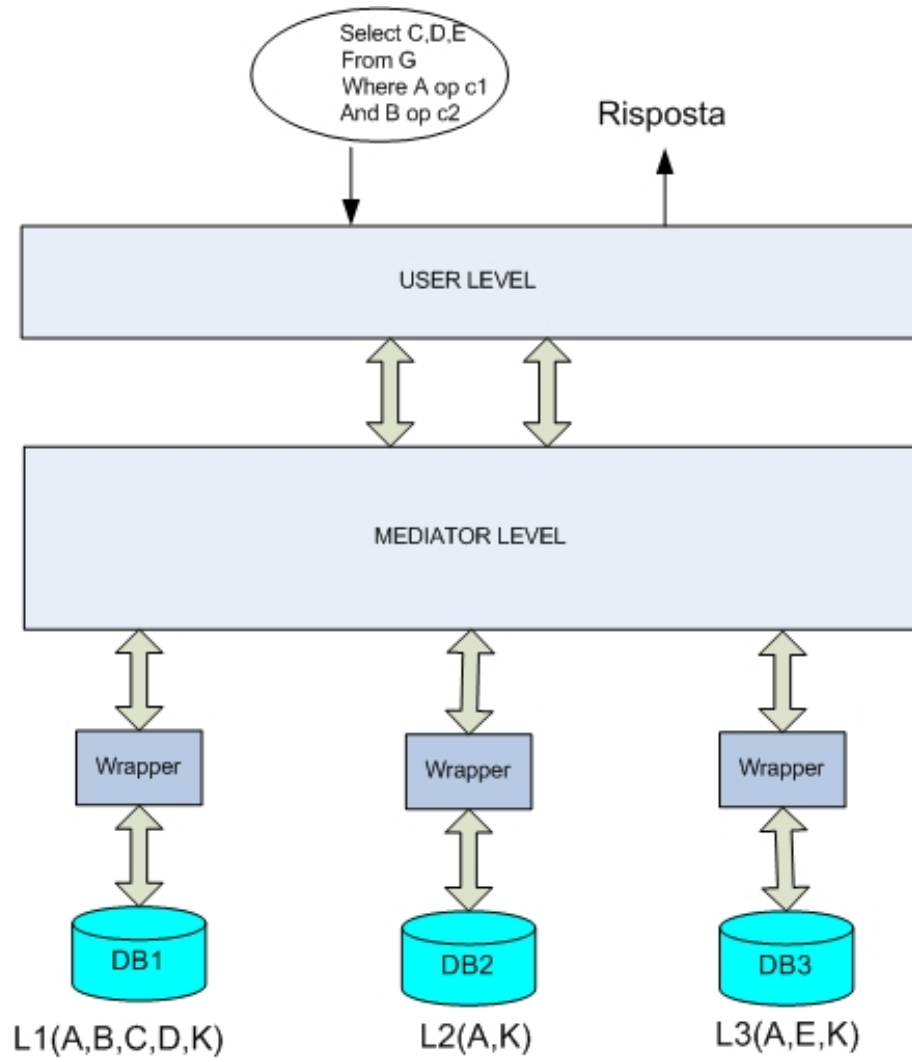 Select C,D,E
From G
Where A op c1
And B op c2
Risposta
USER LEVEL
MEDIATOR LEVEL
Wrapper
Wrapper
Wrapper
DB1
DB2
DB3
L1(A,B,C,D,K)
L2(A,K)
L3(A,E,K)